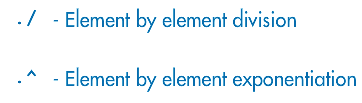 ./ - Element by element division
.^ - Element by element exponentiation